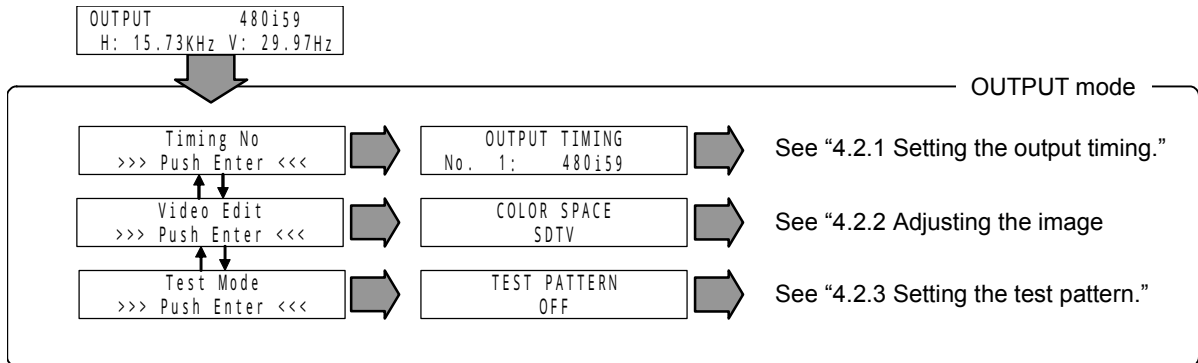 OUTPUT 480i59
H: 15.73KHz V: 29.97Hz
OUTPUT mode
Timing No
>>> Push Enter <<<
OUTPUT TIMING
No. 1: 480i59
See “4.2.1 Setting the output timing.”
Video Edit
>>> Push Enter <<<
COLOR SPACE
SDTV
See “4.2.2 Adjusting the image
Test Mode
>>> Push Enter <<<
TEST PATTERN
OFF
See “4.2.3 Setting the test pattern.”